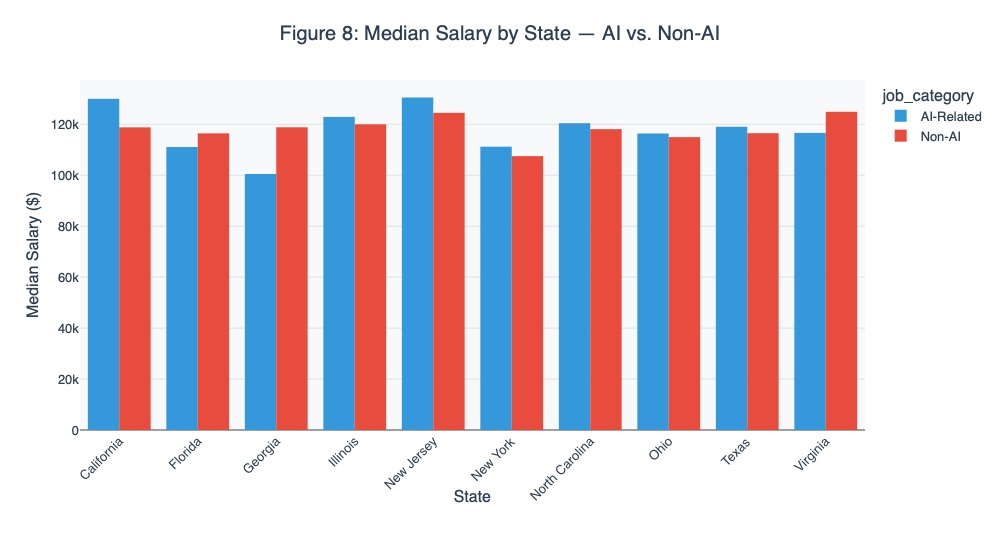 Figure 8: Median Salary by State — AI vs. Non-AI
job_category
AI-Related
Non-AI
Median Salary ($)
120k
100k
80k
60k
40k
20k
0
California
Florida
Georgia
Illinois
New Jersey
New York
North Carolina
Ohio
Texas
Virginia
State